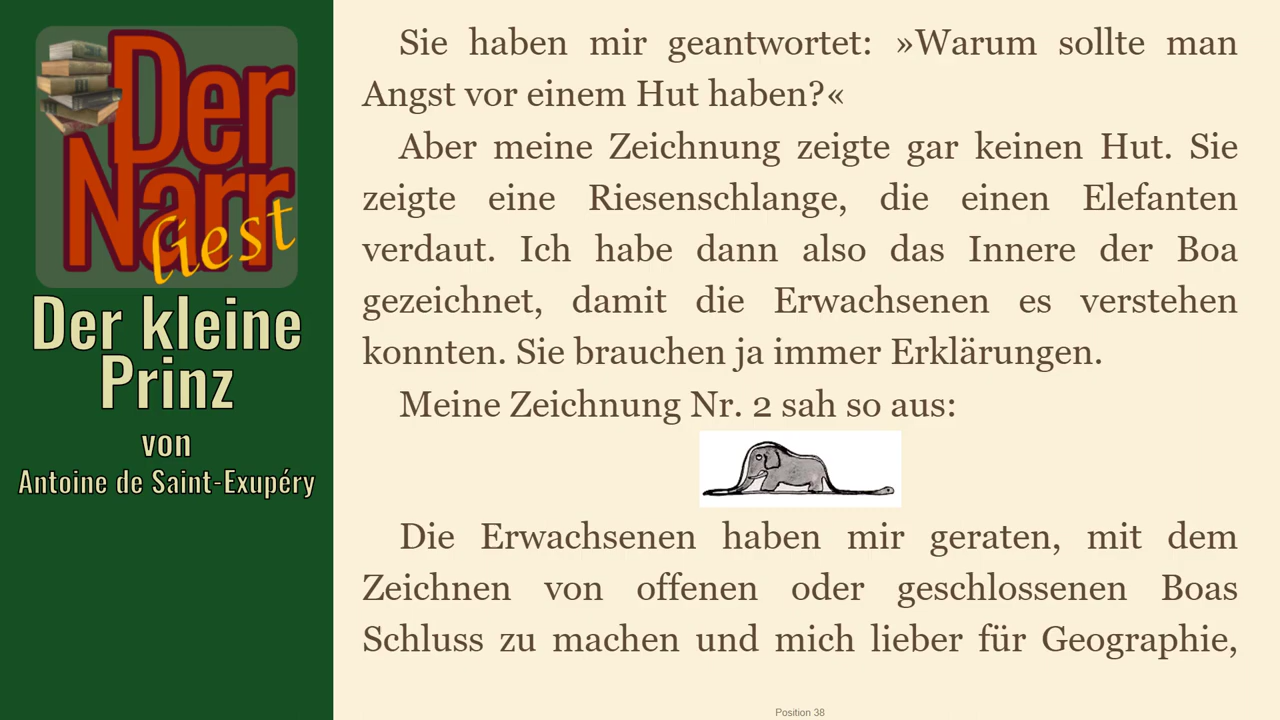 Der
Narr
liest
Der kleine
Prinz
von
Antoine de Saint-Exupéry
Sie haben mir geantwortet: »Warum sollte man
Angst vor einem Hut haben?«
Aber meine Zeichnung zeigte gar keinen Hut. Sie
zeigte eine Riesenschlange, die einen Elefanten
verdaut. Ich habe dann also das Innere der Boa
gezeichnet, damit die Erwachsenen es verstehen
konnten. Sie brauchen ja immer Erklärungen.
Meine Zeichnung Nr. 2 sah so aus:
Die Erwachsenen haben mir geraten, mit dem
Zeichnen von offenen oder geschlossenen Boas
Schluss zu machen und mich lieber für Geographie,
Position 38